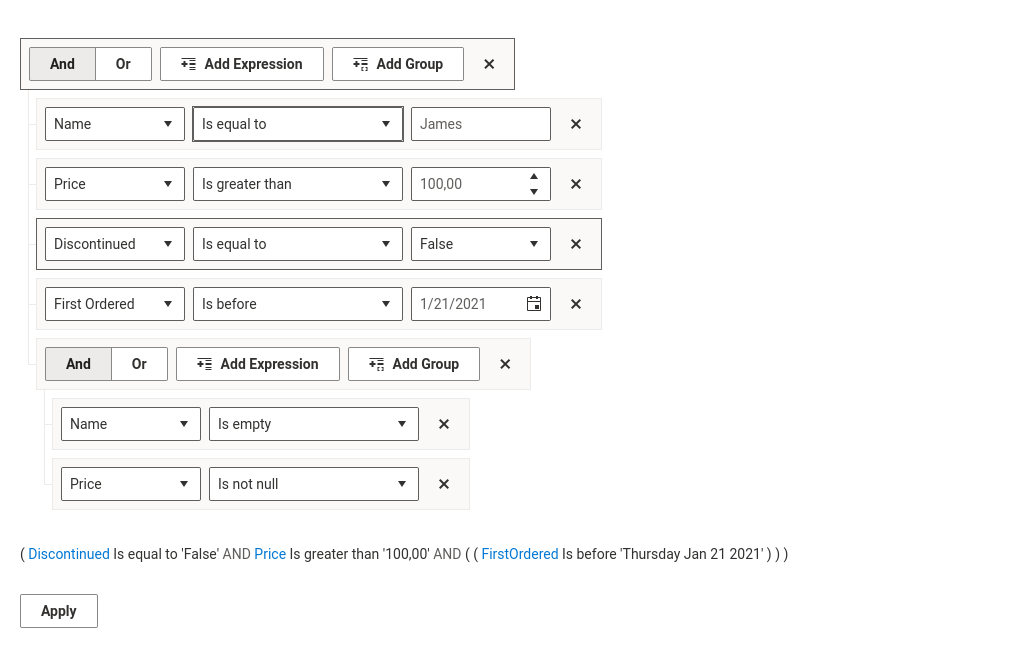 And Or Add Expression Add Group
Name Is equal to James
Price Is greater than 100,00
Discontinued Is equal to False
First Ordered Is before 1/21/2021
And Or Add Expression Add Group
Name Is empty
Price Is not null
( Discontinued Is equal to 'False' AND Price Is greater than '100,00' AND ( ( FirstOrdered Is before 'Thursday Jan 21 2021' ) ) )
Apply